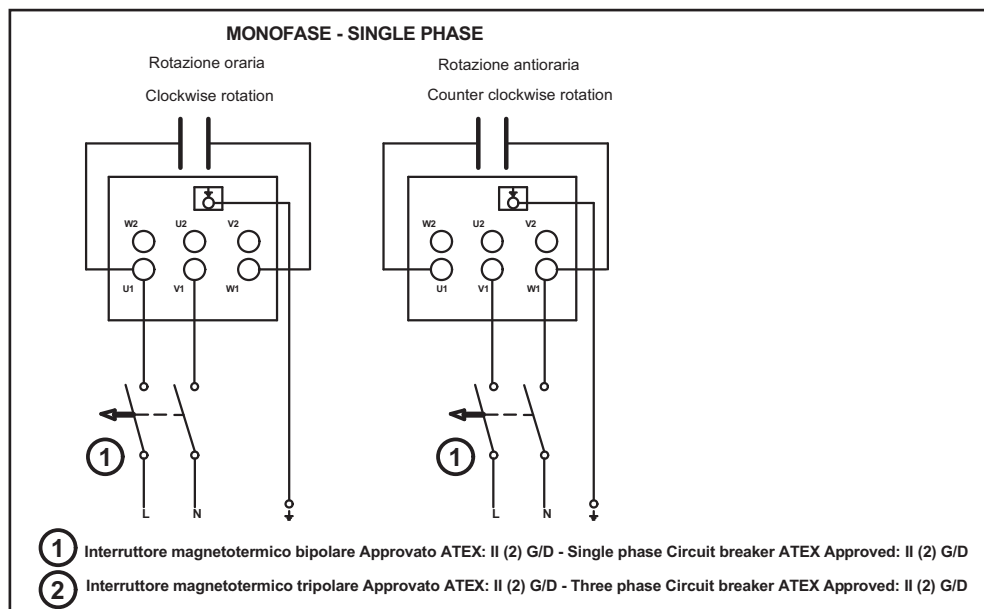 MONOFASE - SINGLE PHASE
Rotazione oraria
Clockwise rotation
Rotazione antioraria
Counter clockwise rotation
W2 U2 V2
U1 V1 W1
W2 U2 V2
U1 V1 W1
1
1
L N
L N
1 Interruttore magnetotermico bipolare Approvato ATEX: II (2) G/D - Single phase Circuit breaker ATEX Approved: II (2) G/D
2 Interruttore magnetotermico tripolare Approvato ATEX: II (2) G/D - Three phase Circuit breaker ATEX Approved: II (2) G/D